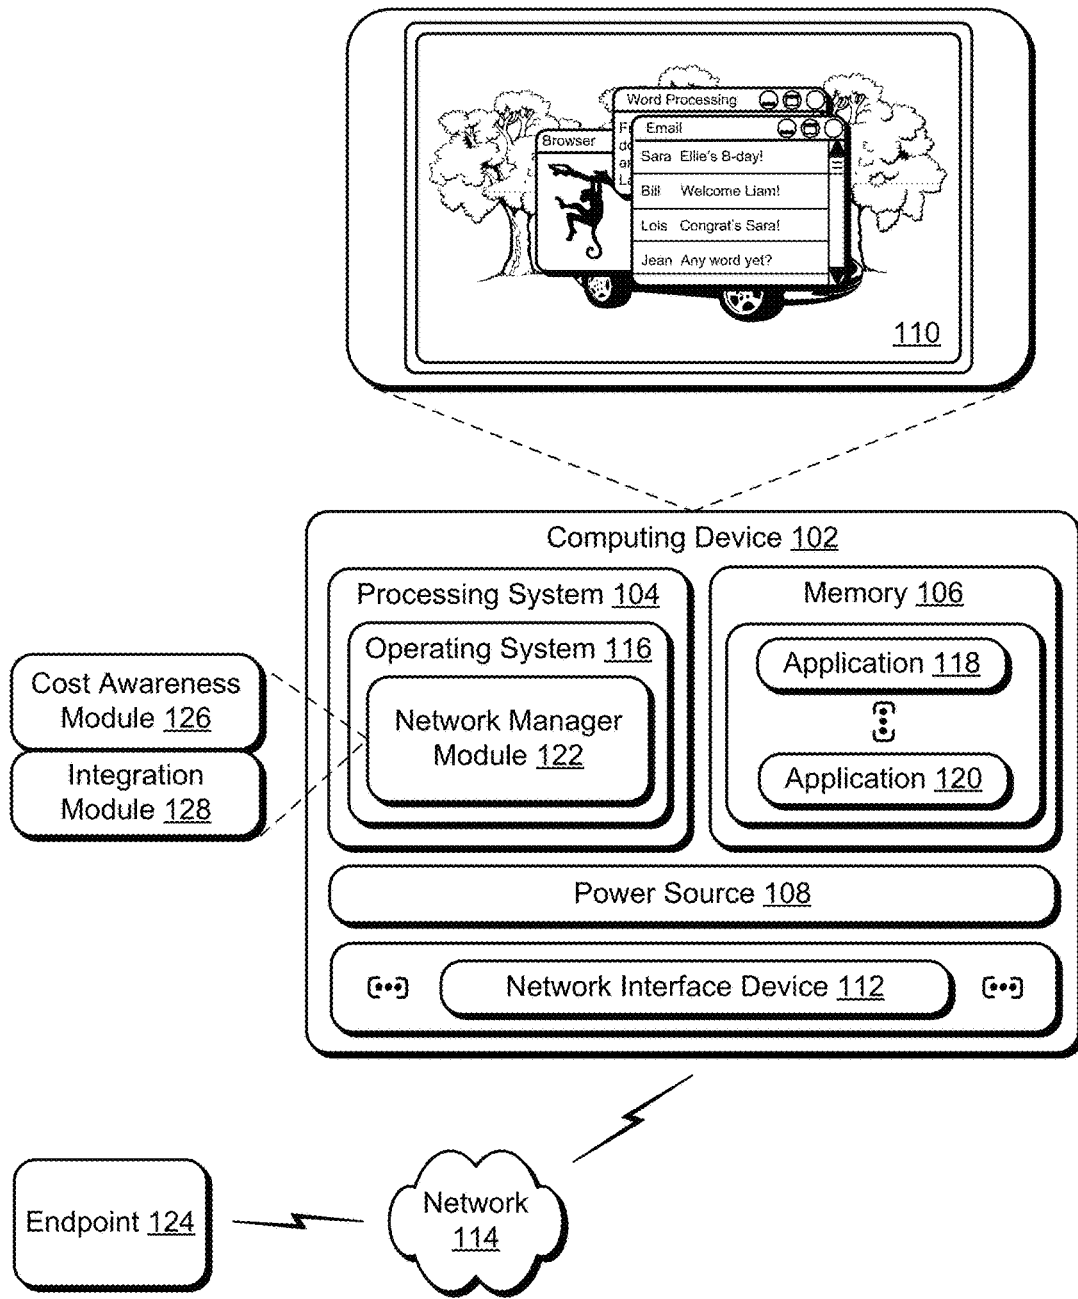 Word Processing
Email
Browser
Sara Ellie's B-day!
Bill Welcome Liam!
Lois Congrat's Sara!
Jean Any word yet?
110
Computing Device 102
Processing System 104
Memory 106
Operating System 116
Application 118
Network Manager
Module 122
Application 120
Cost Awareness
Module 126
Integration
Module 128
Power Source 108
Network Interface Device 112
Endpoint 124
Network
114